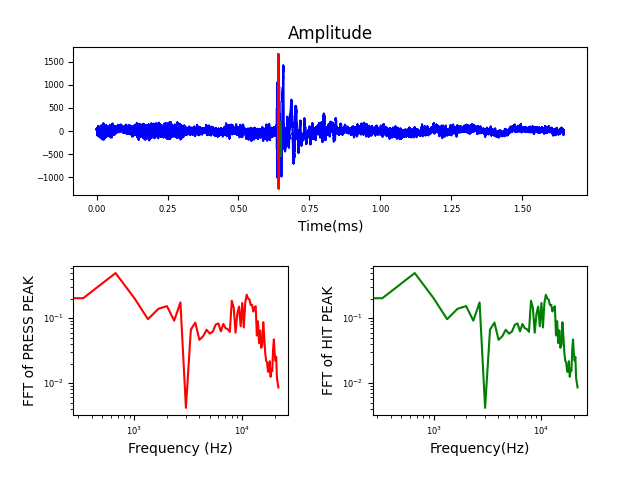 Amplitude
1500
1000
500
0
−500
−1000
0.00 0.25 0.50 0.75 1.00 1.25 1.50
Time(ms)
FFT of PRESS PEAK
10⁻¹
10⁻²
10³ 10⁴
Frequency (Hz)
FFT of HIT PEAK
10⁻¹
10⁻²
10³ 10⁴
Frequency(Hz)